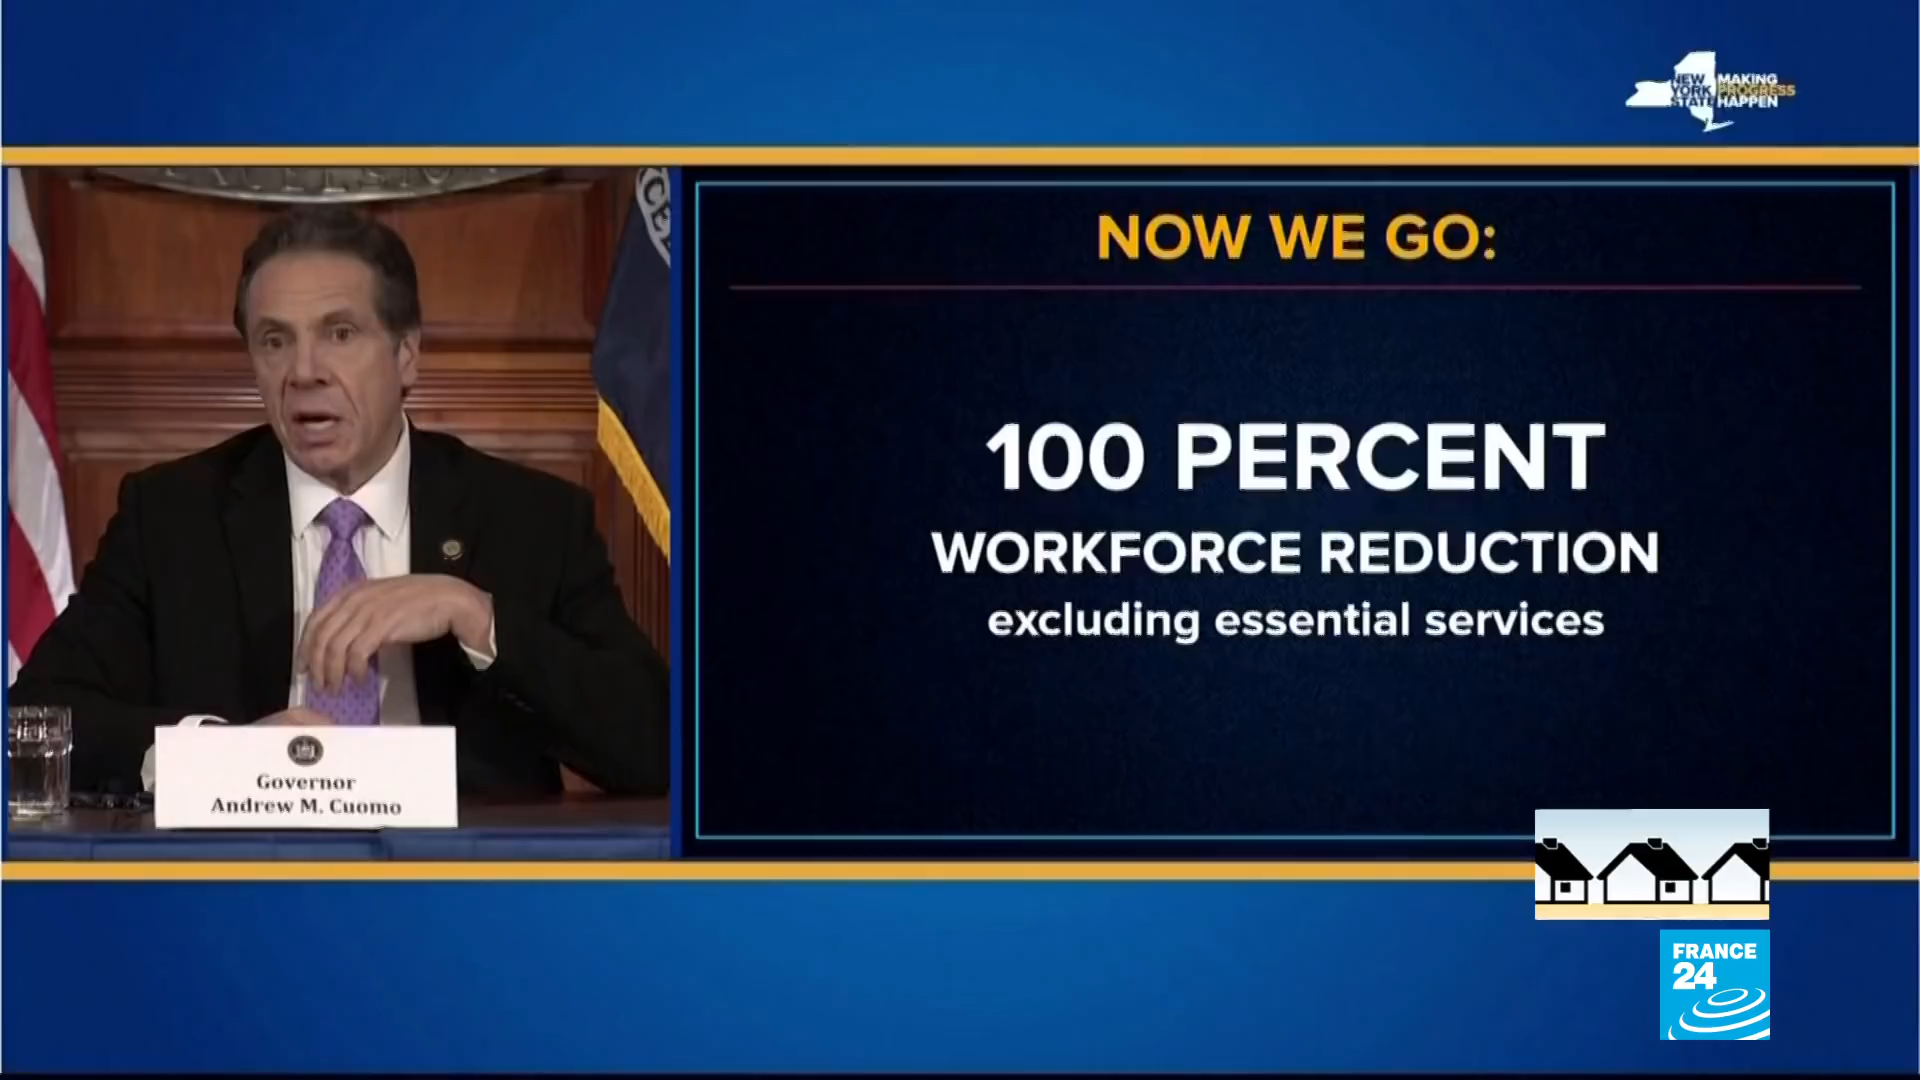 NEW
YORK
STATE
MAKING
PROGRESS
HAPPEN
EXCELSIOR
NOW WE GO:
100 PERCENT
WORKFORCE REDUCTION
excluding essential services
Governor
Andrew M. Cuomo
FRANCE
24